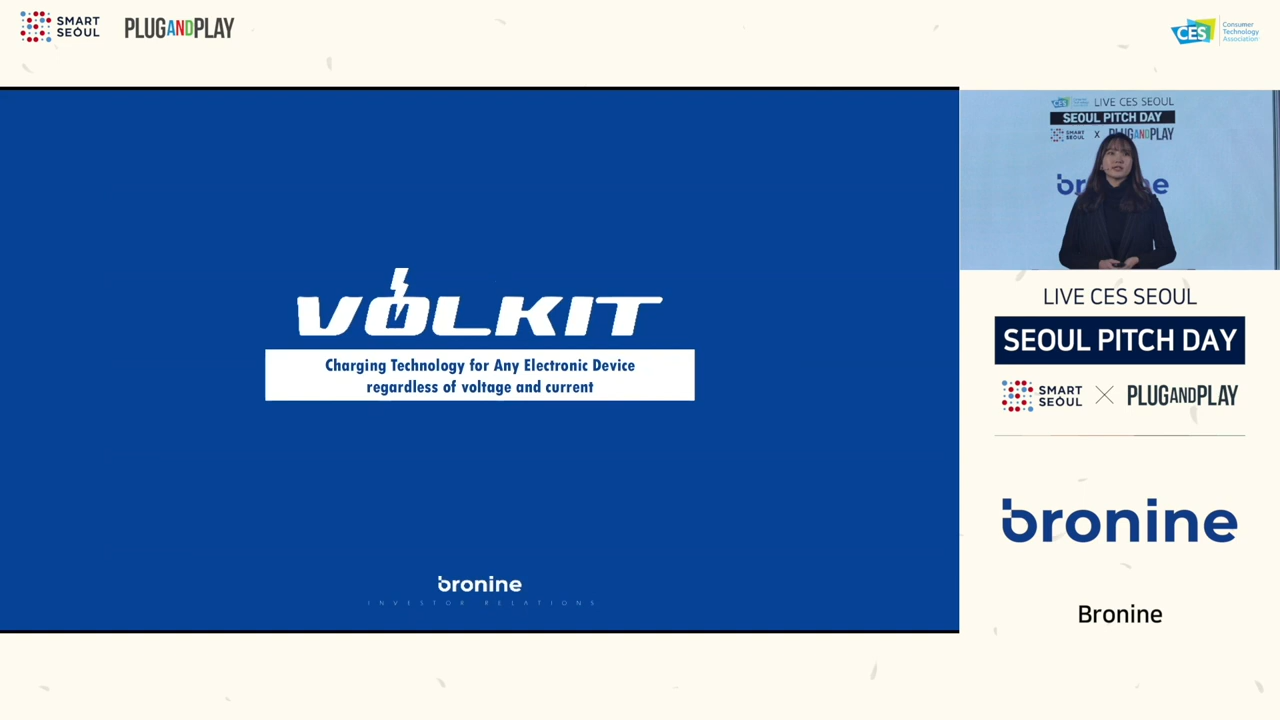 SMART
SEOUL
PLUGANDPLAY
CES
Consumer
Technology
Association
VOLKIT
Charging Technology for Any Electronic Device
regardless of voltage and current
bronine
INVESTOR RELATIONS
CES
LIVE CES SEOUL
SEOUL PITCH DAY
SMART
SEOUL
X
PLUGANDPLAY
LIVE CES SEOUL
SEOUL PITCH DAY
SMART
SEOUL
PLUGANDPLAY
bronine
Bronine